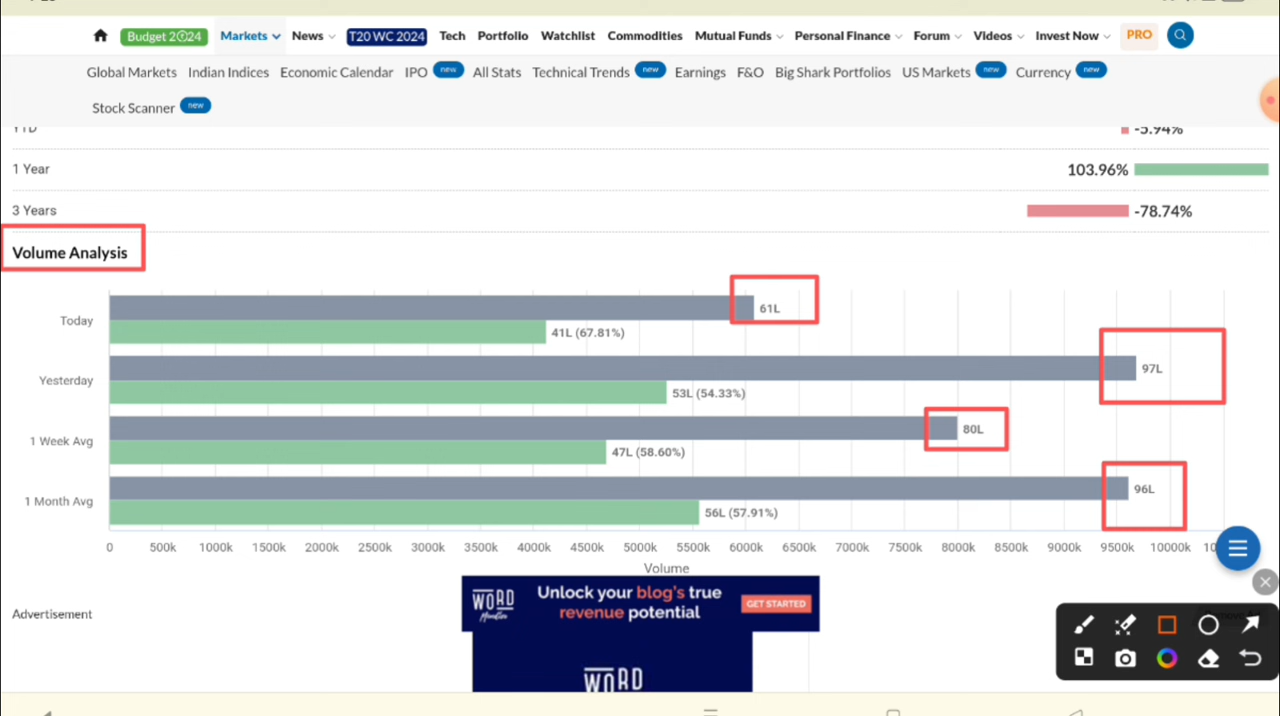 Budget 2024 Markets News T20 WC 2024 Tech Portfolio Watchlist Commodities Mutual Funds Personal Finance Forum Videos Invest Now PRO
Global Markets Indian Indices Economic Calendar IPO new All Stats Technical Trends new Earnings F&O Big Shark Portfolios US Markets new Currency new
Stock Scanner new
YTD -5.94%
1 Year 103.96%
3 Years -78.74%
Volume Analysis
Today 61L
41L (67.81%)
Yesterday 97L
53L (54.33%)
1 Week Avg 80L
47L (58.60%)
1 Month Avg 96L
56L (57.91%)
0 500k 1000k 1500k 2000k 2500k 3000k 3500k 4000k 4500k 5000k 5500k 6000k 6500k 7000k 7500k 8000k 8500k 9000k 9500k 10000k
Volume
Advertisement
WORD Unlock your blog's true revenue potential GET STARTED
WORD